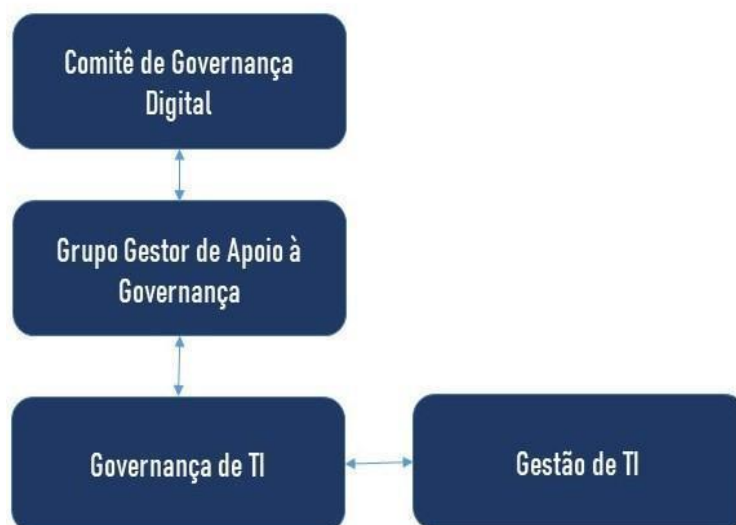 Comitê de Governança
Digital
Grupo Gestor de Apoio à
Governança
Governança de TI
Gestão de TI